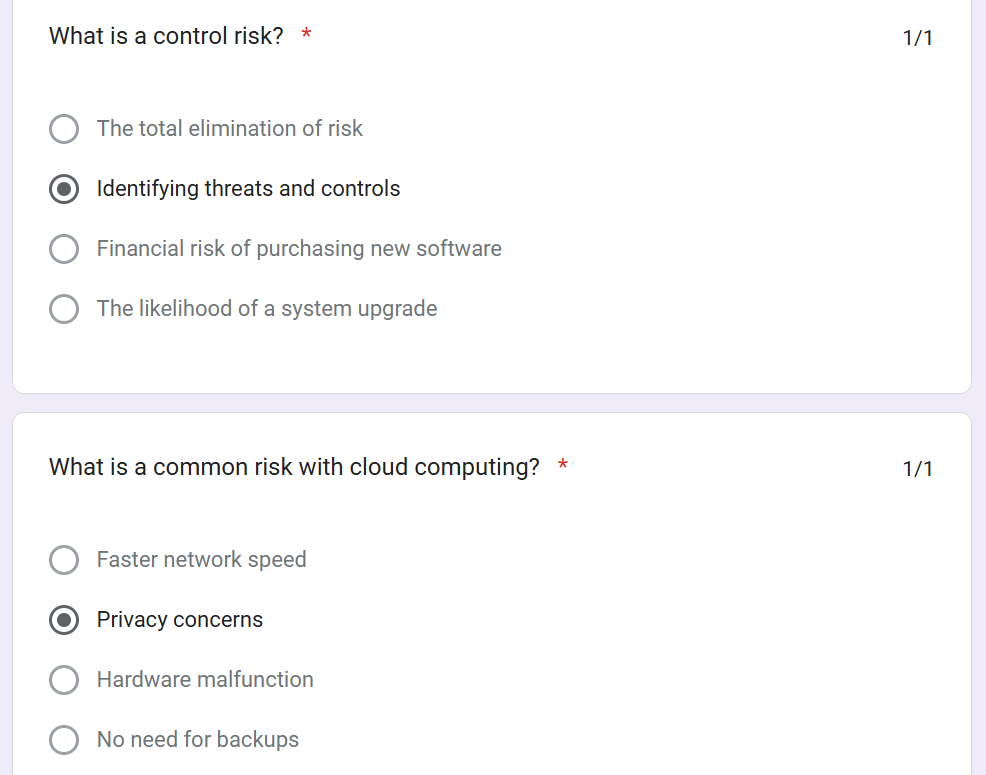 What is a control risk? *
1/1
The total elimination of risk
Identifying threats and controls
Financial risk of purchasing new software
The likelihood of a system upgrade
What is a common risk with cloud computing? *
1/1
Faster network speed
Privacy concerns
Hardware malfunction
No need for backups